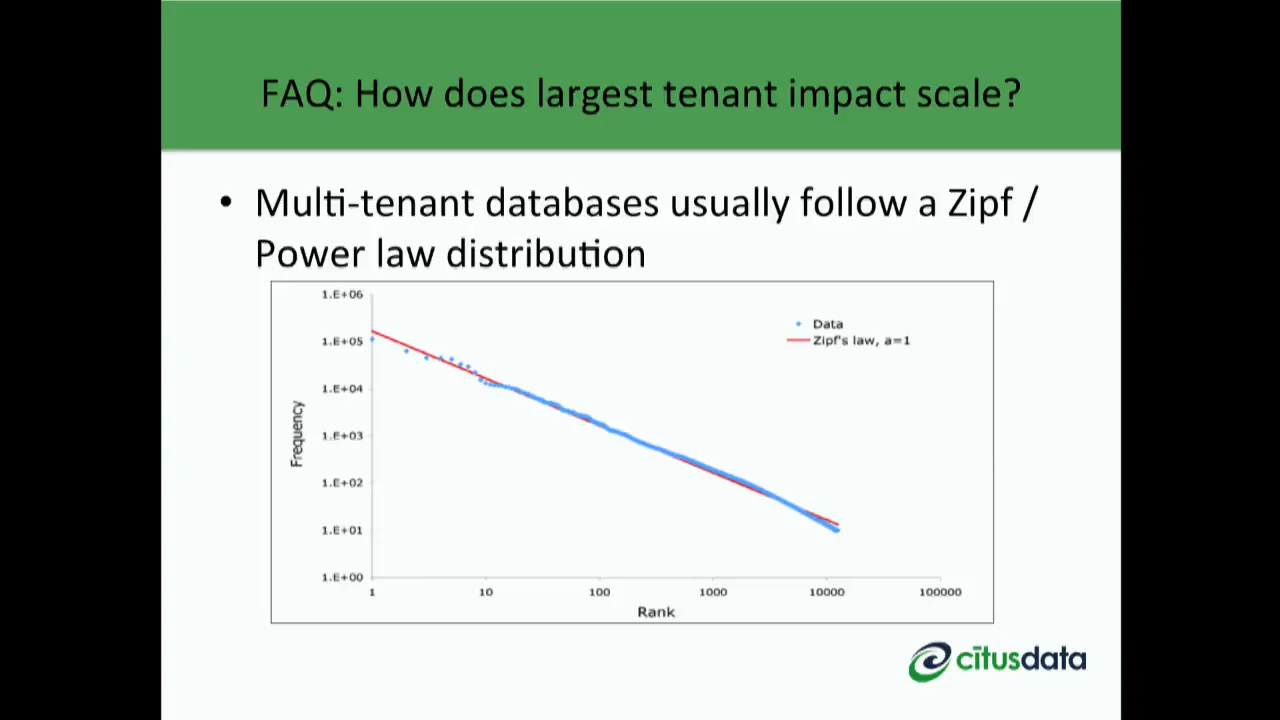 FAQ: How does largest tenant impact scale?
• Multi-tenant databases usually follow a Zipf /
Power law distribution
1.E+06
1.E+05
1.E+04
1.E+03
1.E+02
1.E+01
1.E+00
Frequency
Data
Zipf's law, a=1
1 10 100 1000 10000 100000
Rank
cītusdata